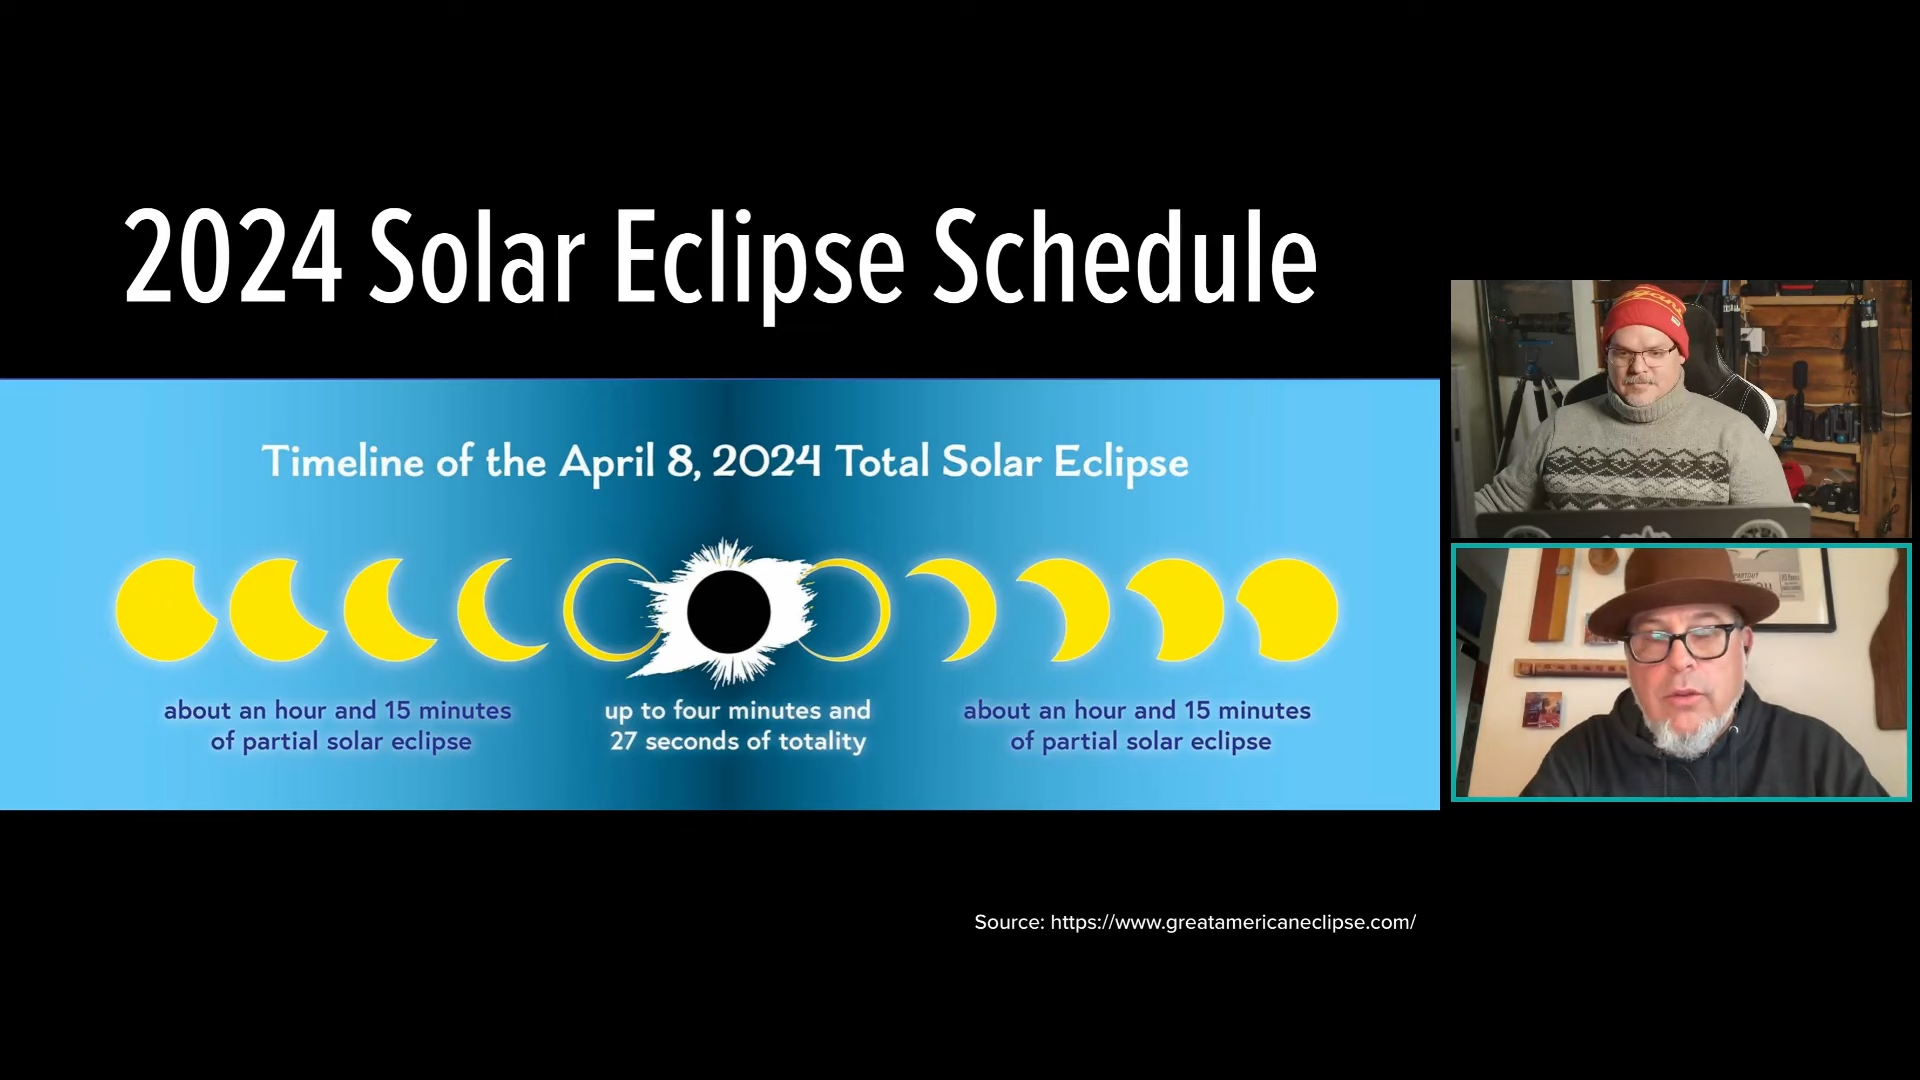 2024 Solar Eclipse Schedule
Timeline of the April 8, 2024 Total Solar Eclipse
about an hour and 15 minutes
of partial solar eclipse
up to four minutes and
27 seconds of totality
about an hour and 15 minutes
of partial solar eclipse
Source: https://www.greatamericaneclipse.com/